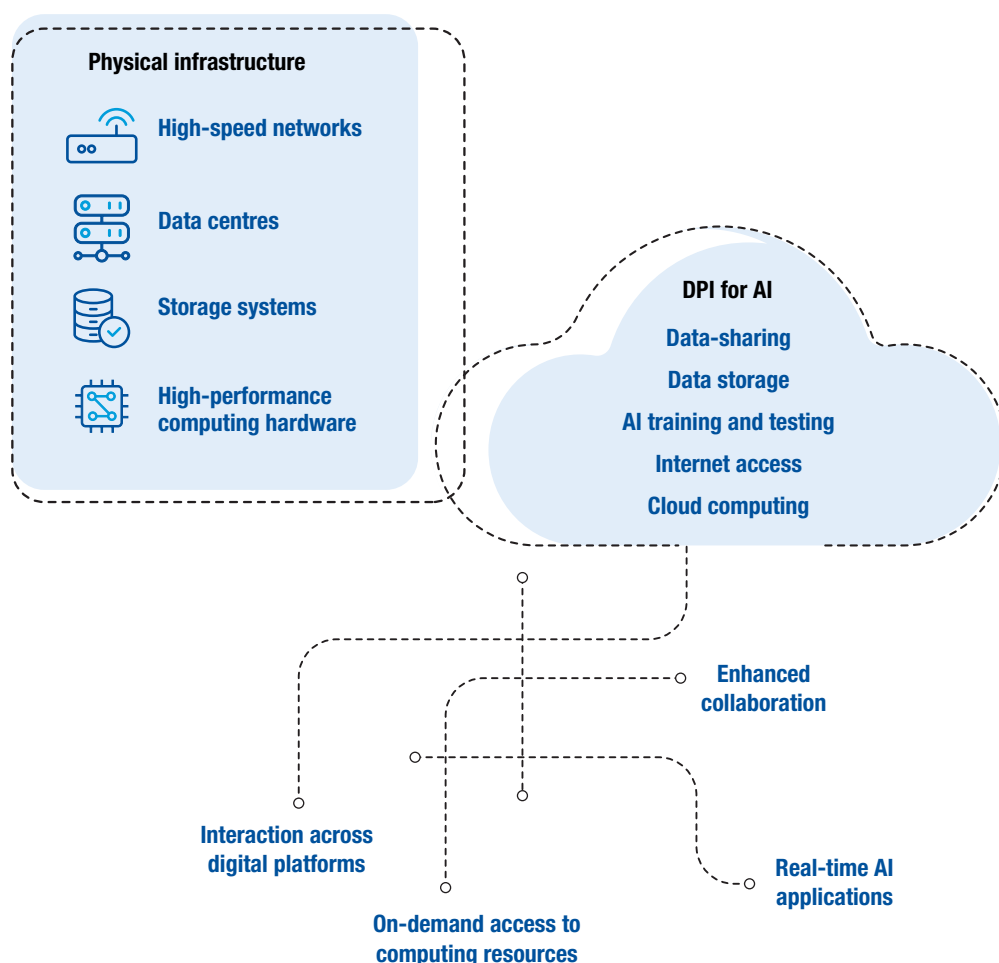 Physical infrastructure
High-speed networks
Data centres
Storage systems
High-performance
computing hardware
DPI for AI
Data-sharing
Data storage
AI training and testing
Internet access
Cloud computing
Enhanced
collaboration
Interaction across
digital platforms
Real-time AI
applications
On-demand access to
computing resources